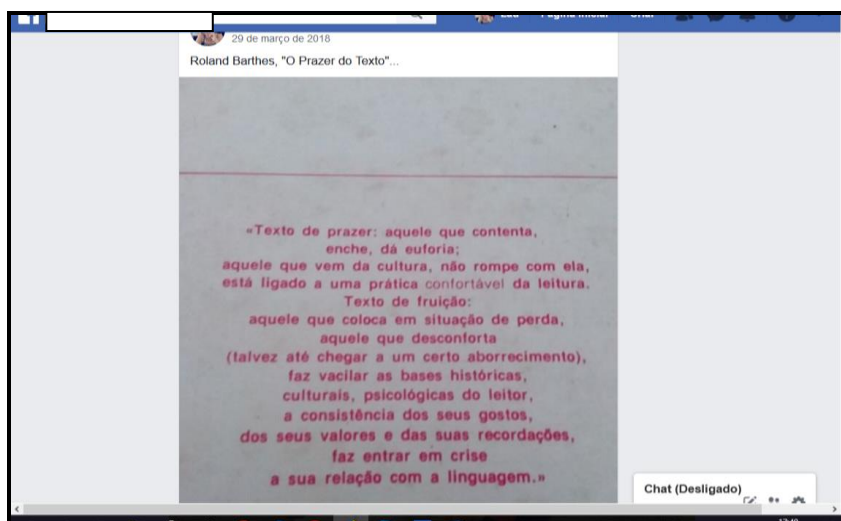 29 de março de 2018
Roland Barthes, "O Prazer do Texto"...
«Texto de prazer: aquele que contenta,
enche, dá euforia;
aquele que vem da cultura, não rompe com ela,
está ligado a uma prática confortável da leitura.
Texto de fruição:
aquele que coloca em situação de perda,
aquele que desconforta
(talvez até chegar a um certo aborrecimento),
faz vacilar as bases históricas,
culturais, psicológicas do leitor,
a consistência dos seus gostos,
dos seus valores e das suas recordações,
faz entrar em crise
a sua relação com a linguagem.»
Chat (Desligado)